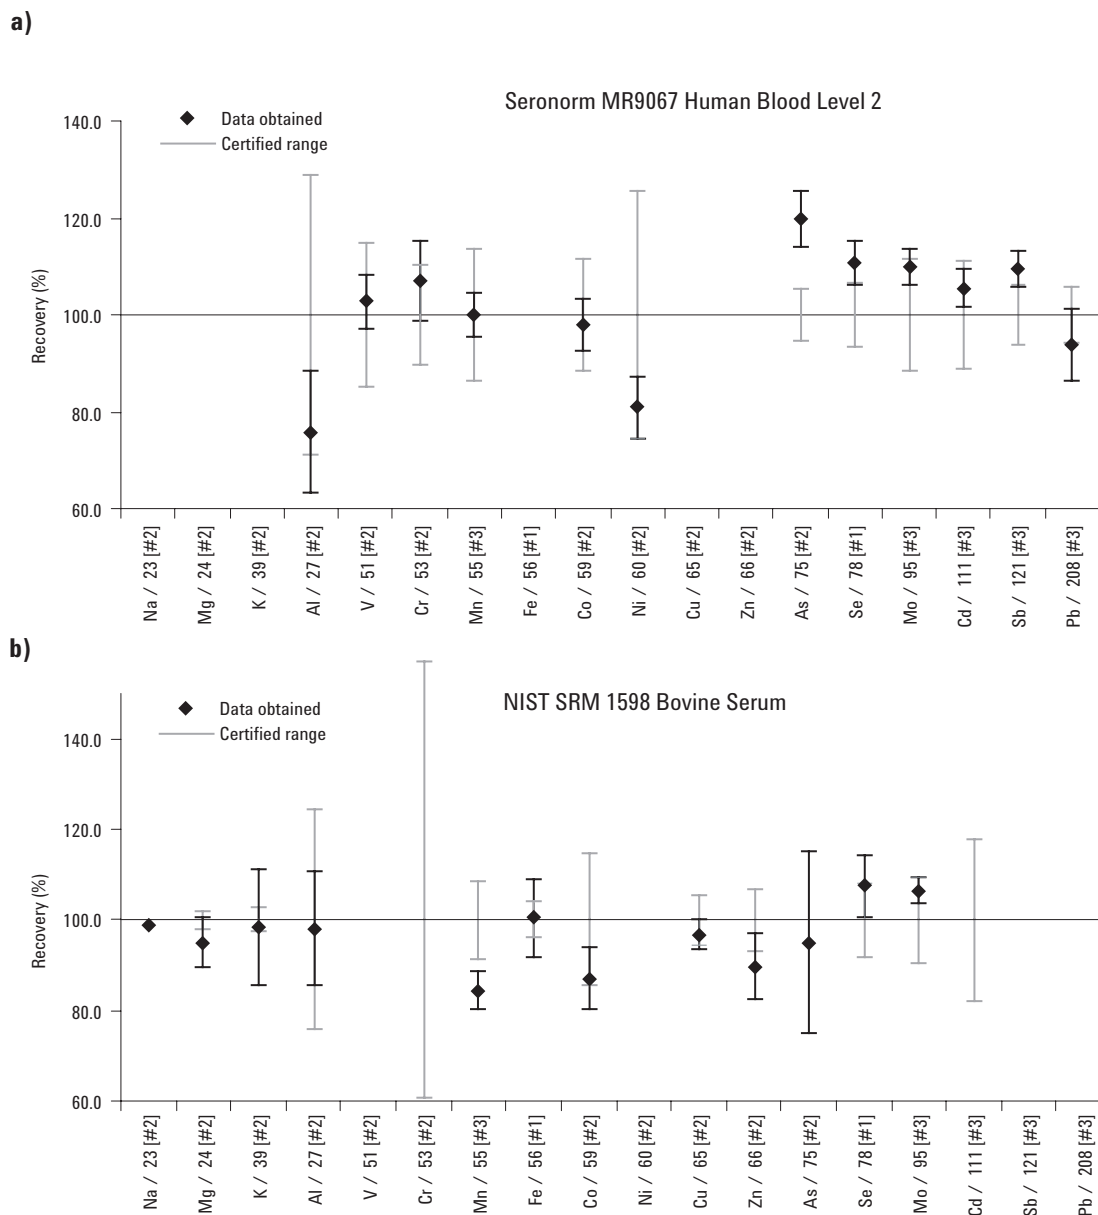 a)
Seronorm MR9067 Human Blood Level 2
Data obtained
Certified range
Recovery (%)
140.0
120.0
100.0
80.0
60.0
Na / 23 [#2]
Mg / 24 [#2]
K / 39 [#2]
Al / 27 [#2]
V / 51 [#2]
Cr / 53 [#2]
Mn / 55 [#3]
Fe / 56 [#1]
Co / 59 [#2]
Ni / 60 [#2]
Cu / 65 [#2]
Zn / 66 [#2]
As / 75 [#2]
Se / 78 [#1]
Mo / 95 [#3]
Cd / 111 [#3]
Sb / 121 [#3]
Pb / 208 [#3]
b)
NIST SRM 1598 Bovine Serum
Data obtained
Certified range
Recovery (%)
140.0
120.0
100.0
80.0
60.0
Na / 23 [#2]
Mg / 24 [#2]
K / 39 [#2]
Al / 27 [#2]
V / 51 [#2]
Cr / 53 [#2]
Mn / 55 [#3]
Fe / 56 [#1]
Co / 59 [#2]
Ni / 60 [#2]
Cu / 65 [#2]
Zn / 66 [#2]
As / 75 [#2]
Se / 78 [#1]
Mo / 95 [#3]
Cd / 111 [#3]
Sb / 121 [#3]
Pb / 208 [#3]